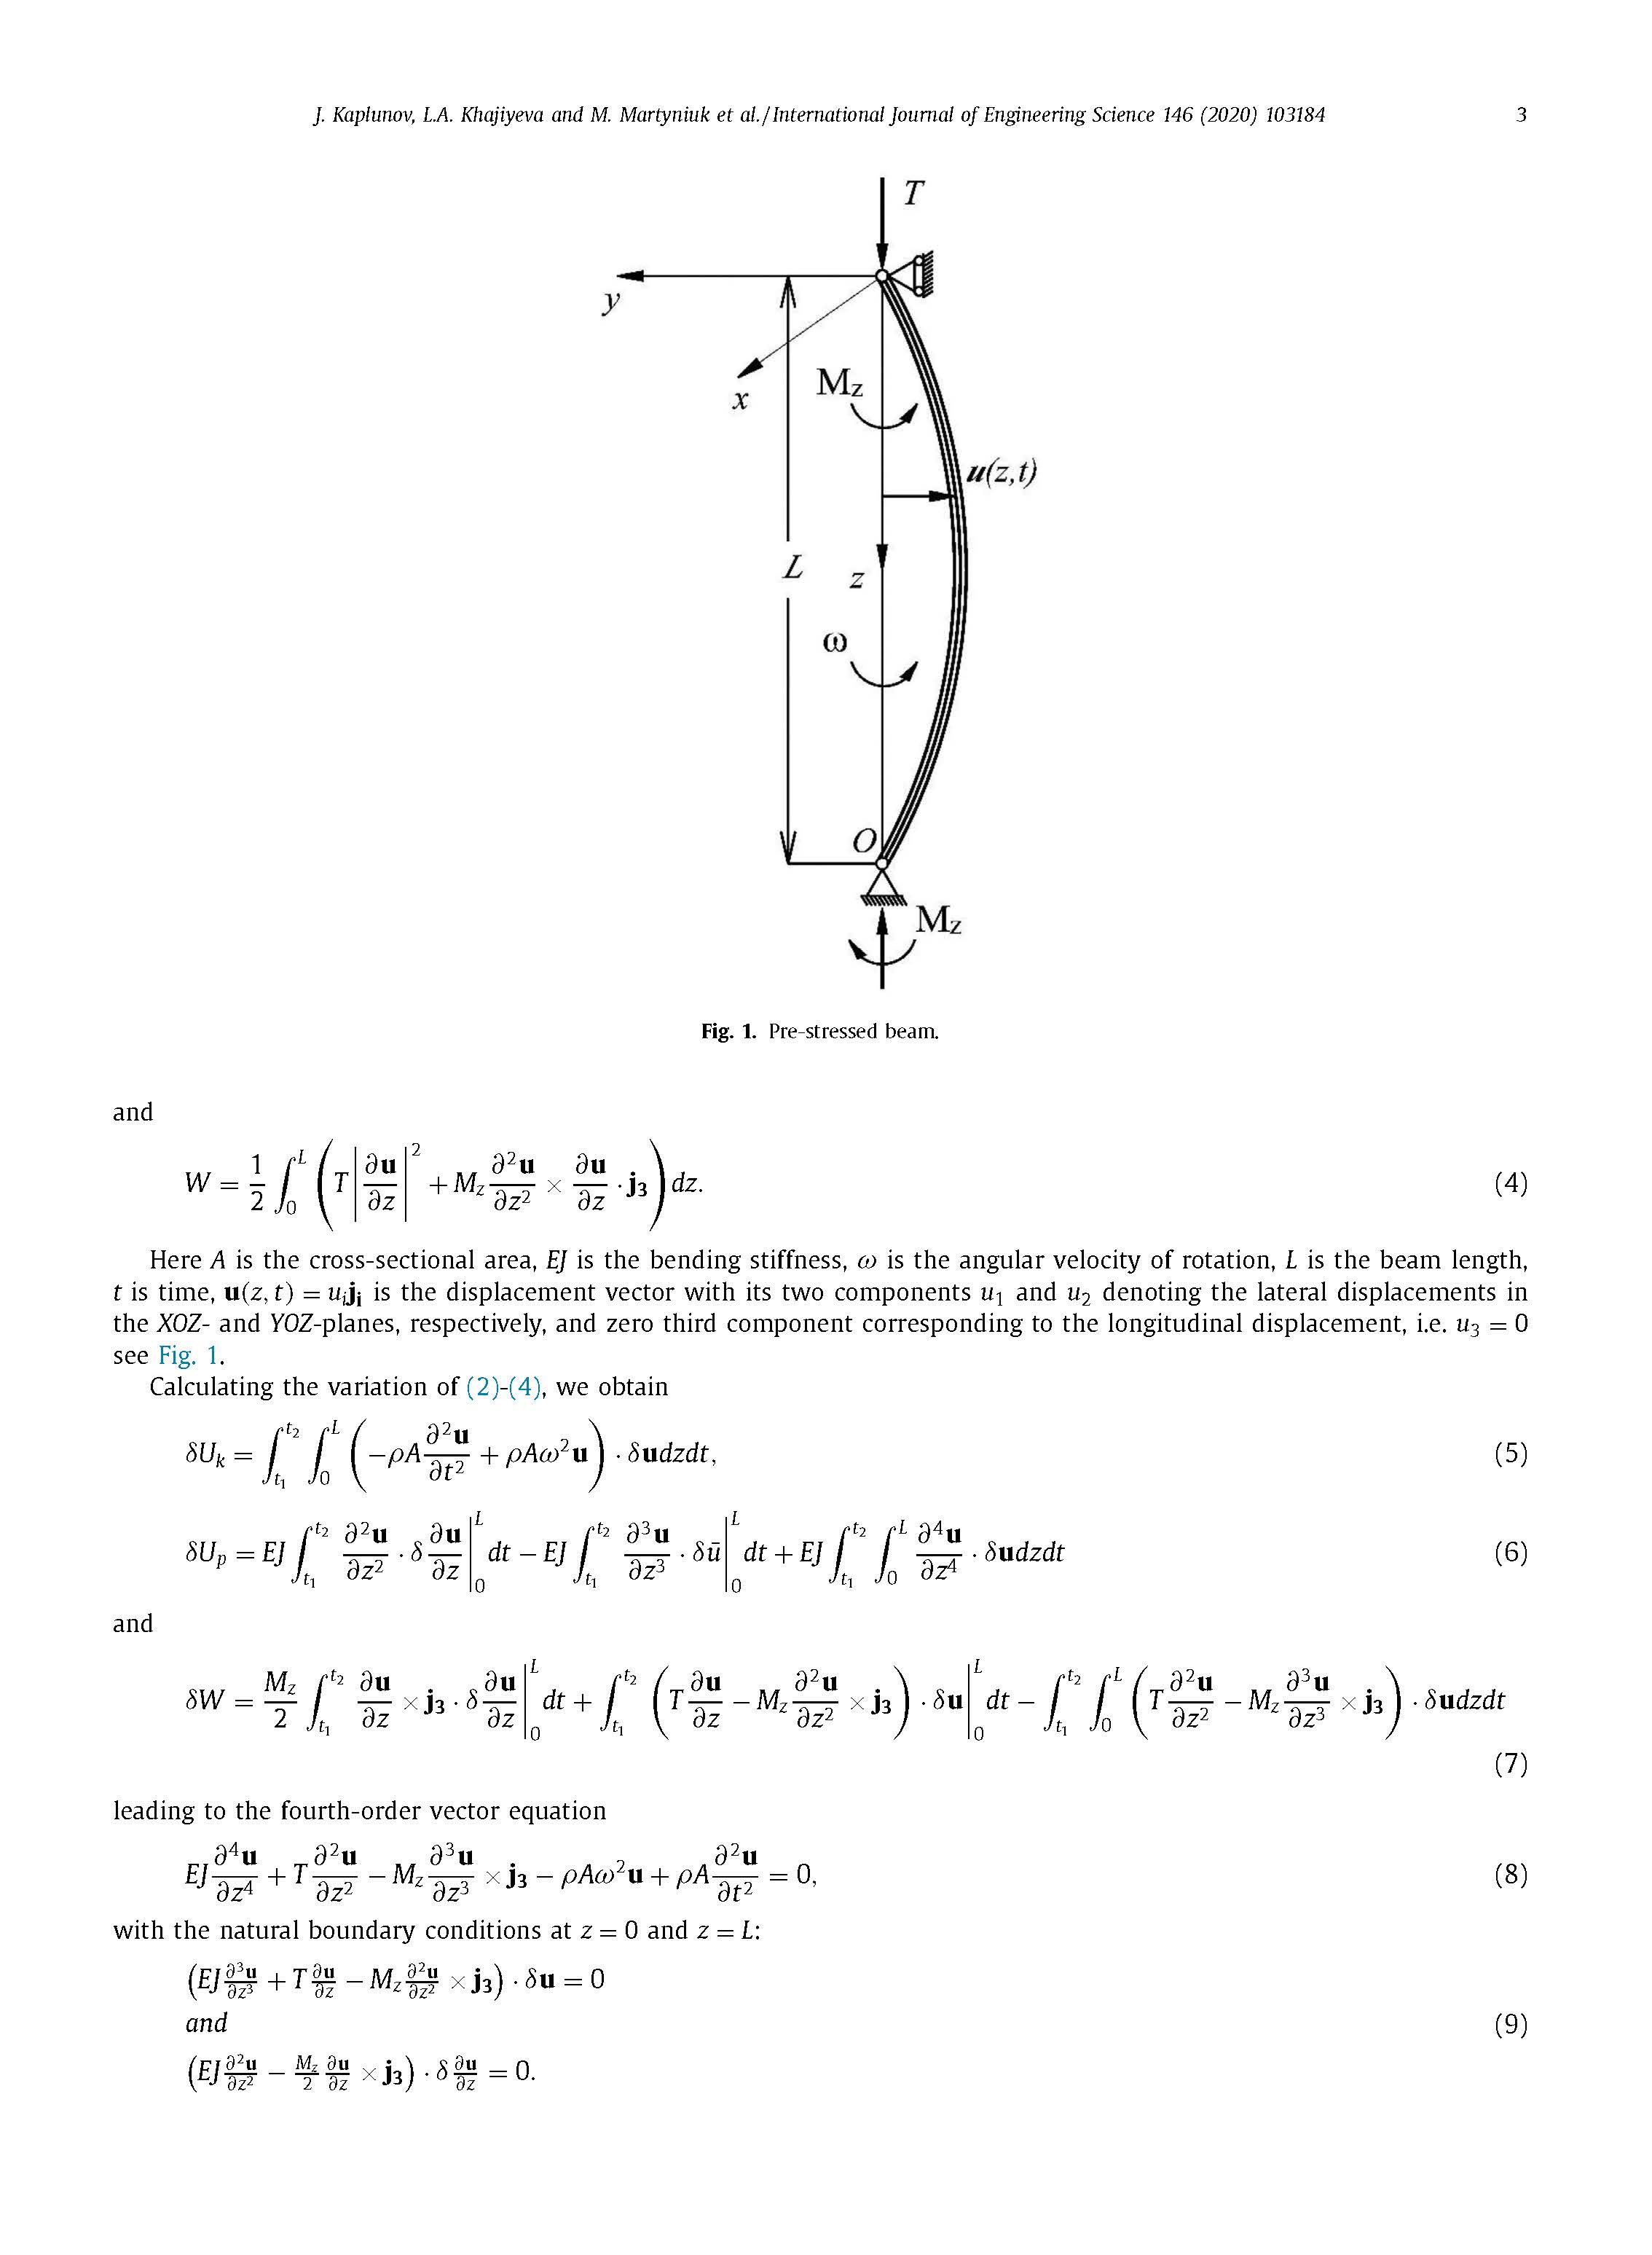 J. Kaplunov, L.A. Khajiyeva and M. Martyniuk et al. / International Journal of Engineering Science 146 (2020) 103184 3
T
y
x
M_z
u(z,t)
L
z
ω
O
M_z
Fig. 1. Pre-stressed beam.
and
W = \frac{1}{2} \int_0^L \left( T \left| \frac{\partial \mathbf{u}}{\partial z} \right|^2 + M_z \frac{\partial^2 \mathbf{u}}{\partial z^2} \times \frac{\partial \mathbf{u}}{\partial z} \cdot \mathbf{j_3} \right) dz. (4)
Here A is the cross-sectional area, EJ is the bending stiffness, ω is the angular velocity of rotation, L is the beam length,
t is time, u(z, t) = u_i j_i is the displacement vector with its two components u_1 and u_2 denoting the lateral displacements in
the XOZ- and YOZ-planes, respectively, and zero third component corresponding to the longitudinal displacement, i.e. u_3 = 0
see Fig. 1.
Calculating the variation of (2)-(4), we obtain
\delta U_k = \int_{t_1}^{t_2} \int_0^L \left( -\rho A \frac{\partial^2 \mathbf{u}}{\partial t^2} + \rho A \omega^2 \mathbf{u} \right) \cdot \delta \mathbf{u} dz dt, (5)
\delta U_p = EJ \int_{t_1}^{t_2} \frac{\partial^2 \mathbf{u}}{\partial z^2} \cdot \delta \frac{\partial \mathbf{u}}{\partial z} \Big|_0^L dt - EJ \int_{t_1}^{t_2} \frac{\partial^3 \mathbf{u}}{\partial z^3} \cdot \delta \bar{u} \Big|_0^L dt + EJ \int_{t_1}^{t_2} \int_0^L \frac{\partial^4 \mathbf{u}}{\partial z^4} \cdot \delta \mathbf{u} dz dt (6)
and
\delta W = \frac{M_z}{2} \int_{t_1}^{t_2} \frac{\partial \mathbf{u}}{\partial z} \times \mathbf{j_3} \cdot \delta \frac{\partial \mathbf{u}}{\partial z} \Big|_0^L dt + \int_{t_1}^{t_2} \left( T \frac{\partial \mathbf{u}}{\partial z} - M_z \frac{\partial^2 \mathbf{u}}{\partial z^2} \times \mathbf{j_3} \right) \cdot \delta \mathbf{u} \Big|_0^L dt - \int_{t_1}^{t_2} \int_0^L \left( T \frac{\partial^2 \mathbf{u}}{\partial z^2} - M_z \frac{\partial^3 \mathbf{u}}{\partial z^3} \times \mathbf{j_3} \right) \cdot \delta \mathbf{u} dz dt
(7)
leading to the fourth-order vector equation
EJ \frac{\partial^4 \mathbf{u}}{\partial z^4} + T \frac{\partial^2 \mathbf{u}}{\partial z^2} - M_z \frac{\partial^3 \mathbf{u}}{\partial z^3} \times \mathbf{j_3} - \rho A \omega^2 \mathbf{u} + \rho A \frac{\partial^2 \mathbf{u}}{\partial t^2} = 0, (8)
with the natural boundary conditions at z = 0 and z = L:
\left( EJ \frac{\partial^3 \mathbf{u}}{\partial z^3} + T \frac{\partial \mathbf{u}}{\partial z} - M_z \frac{\partial^2 \mathbf{u}}{\partial z^2} \times \mathbf{j_3} \right) \cdot \delta \mathbf{u} = 0
and (9)
\left( EJ \frac{\partial^2 \mathbf{u}}{\partial z^2} - \frac{M_z}{2} \frac{\partial \mathbf{u}}{\partial z} \times \mathbf{j_3} \right) \cdot \delta \frac{\partial \mathbf{u}}{\partial z} = 0.